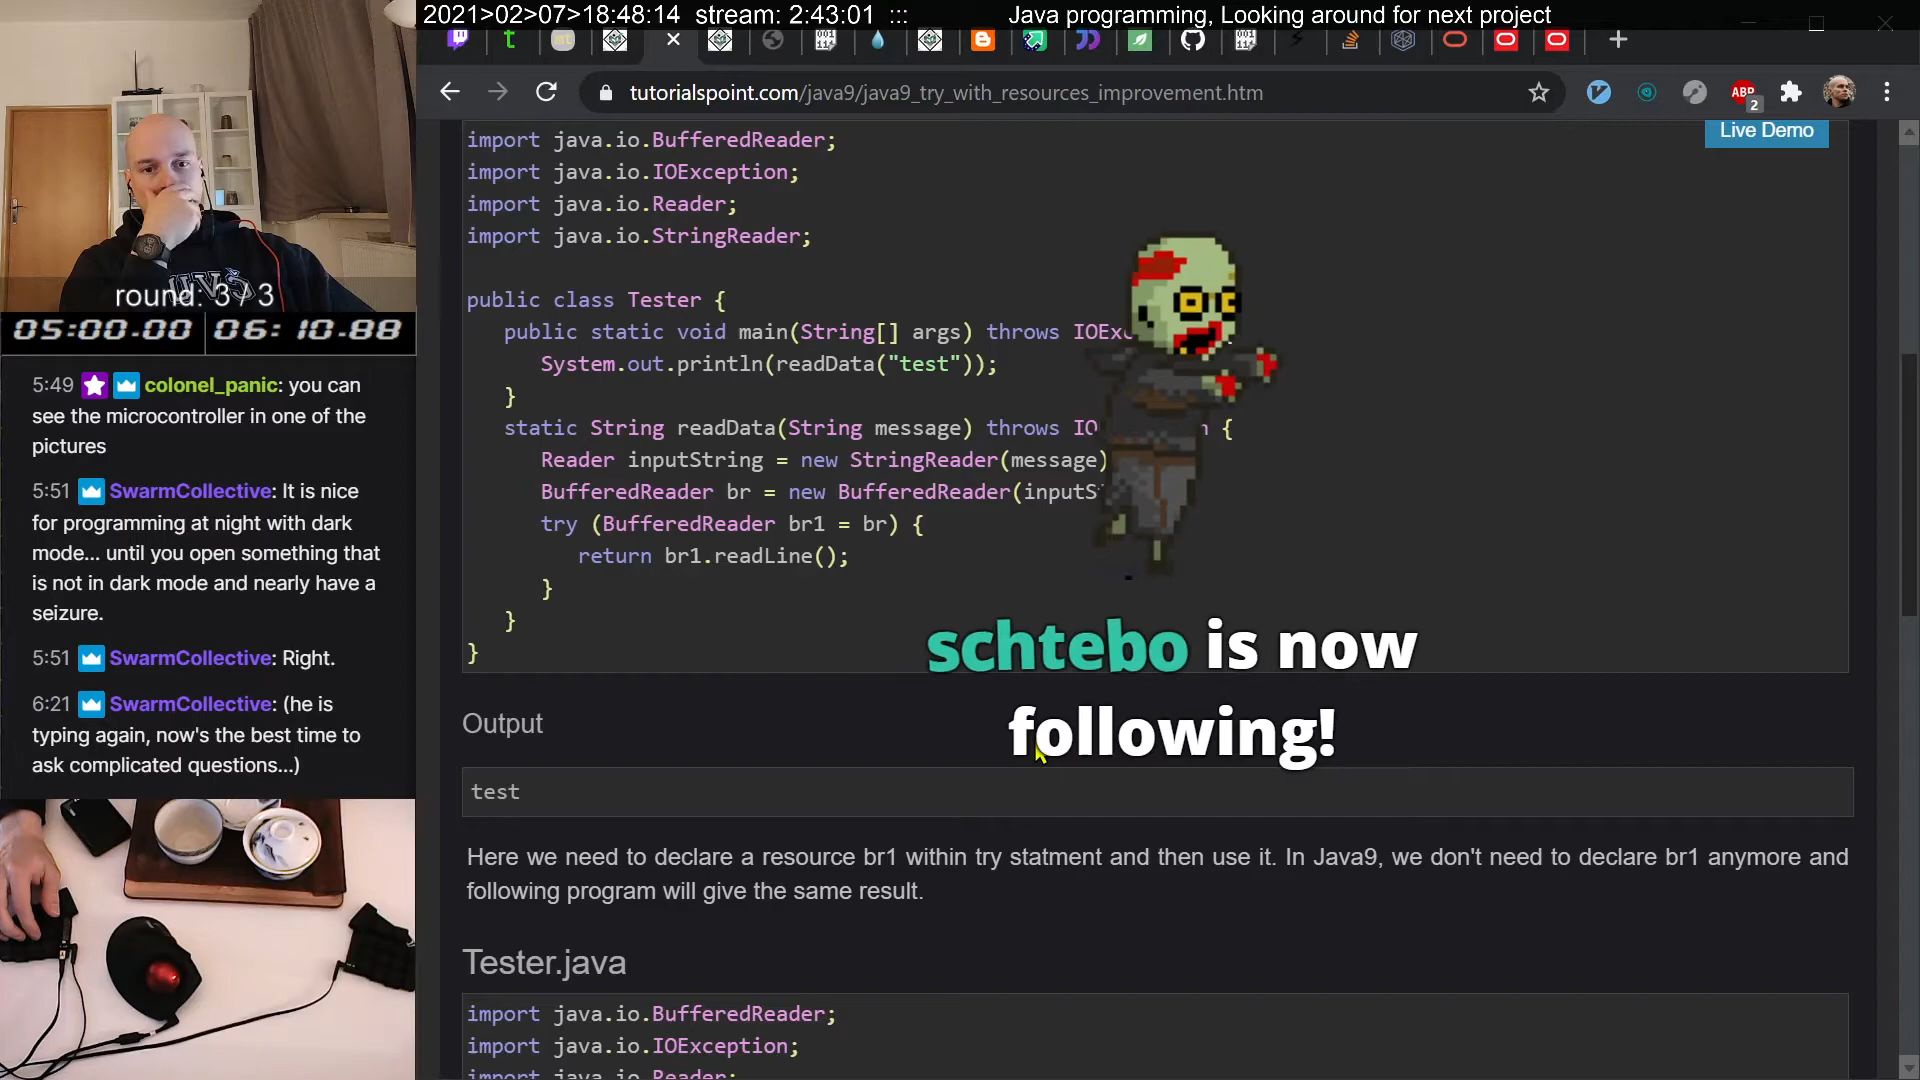 2021>02>07>18:48:14 stream: 2:43:01 ::: Java programming, Looking around for next project
tutorialspoint.com/java9/java9_try_with_resources_improvement.htm
ABP
2
round: 3 / 3
05:00.00 06:10.88
5:49 colonel_panic: you can
see the microcontroller in one of the
pictures
5:51 SwarmCollective: It is nice
for programming at night with dark
mode... until you open something that
is not in dark mode and nearly have a
seizure.
5:51 SwarmCollective: Right.
6:21 SwarmCollective: (he is
typing again, now's the best time to
ask complicated questions...)
Live Demo
import java.io.BufferedReader;
import java.io.IOException;
import java.io.Reader;
import java.io.StringReader;
public class Tester {
public static void main(String[] args) throws IOExc
System.out.println(readData("test"));
}
static String readData(String message) throws IO n {
Reader inputString = new StringReader(message)
BufferedReader br = new BufferedReader(inputS
try (BufferedReader br1 = br) {
return br1.readLine();
}
}
}
schtebo is now
following!
Output
test
Here we need to declare a resource br1 within try statment and then use it. In Java9, we don't need to declare br1 anymore and
following program will give the same result.
Tester.java
import java.io.BufferedReader;
import java.io.IOException;
import java.io.Reader;